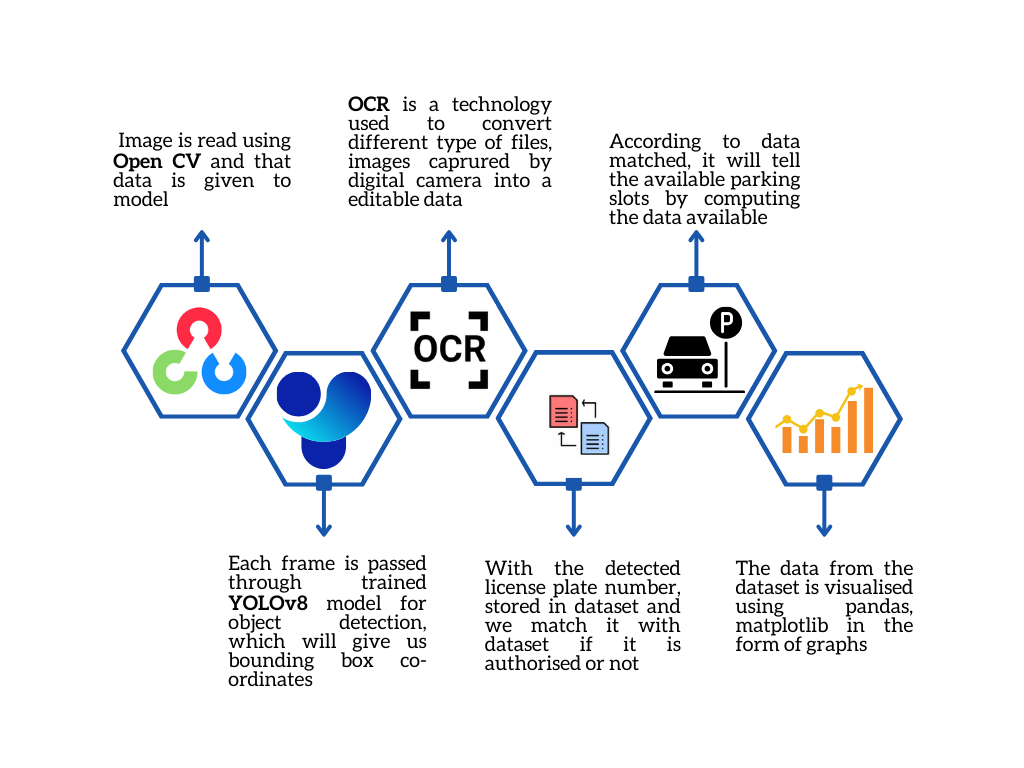 Image is read using
Open CV and that
data is given to
model
OCR is a technology
used to convert
different type of files,
images caprured by
digital camera into a
editable data
According to data
matched, it will tell
the available parking
slots by computing
the data available
OCR
P
Each frame is passed
through trained
YOLOv8 model for
object detection,
which will give us
bounding box co-
ordinates
With the detected
license plate number,
stored in dataset and
we match it with
dataset if it is
authorised or not
The data from the
dataset is visualised
using pandas,
matplotlib in the
form of graphs